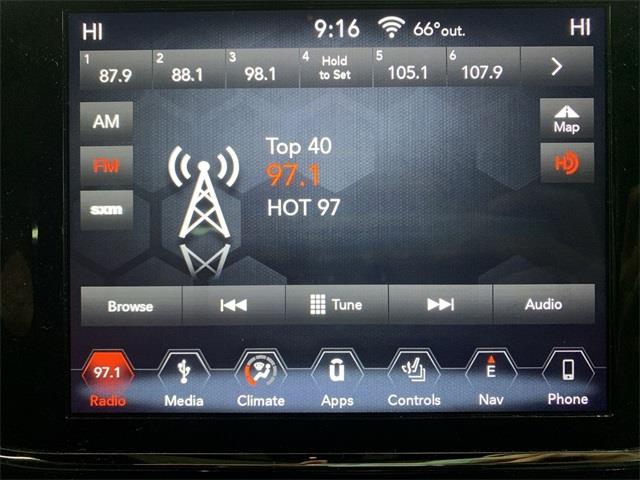 HI 9:16 66° out. HI
1 87.9 2 88.1 3 98.1 4 Hold to Set 5 105.1 6 107.9
AM
Map
FM
HD
sxm
Top 40
97.1
HOT 97
Browse Tune Audio
97.1 E
Radio Media Climate Apps Controls Nav Phone